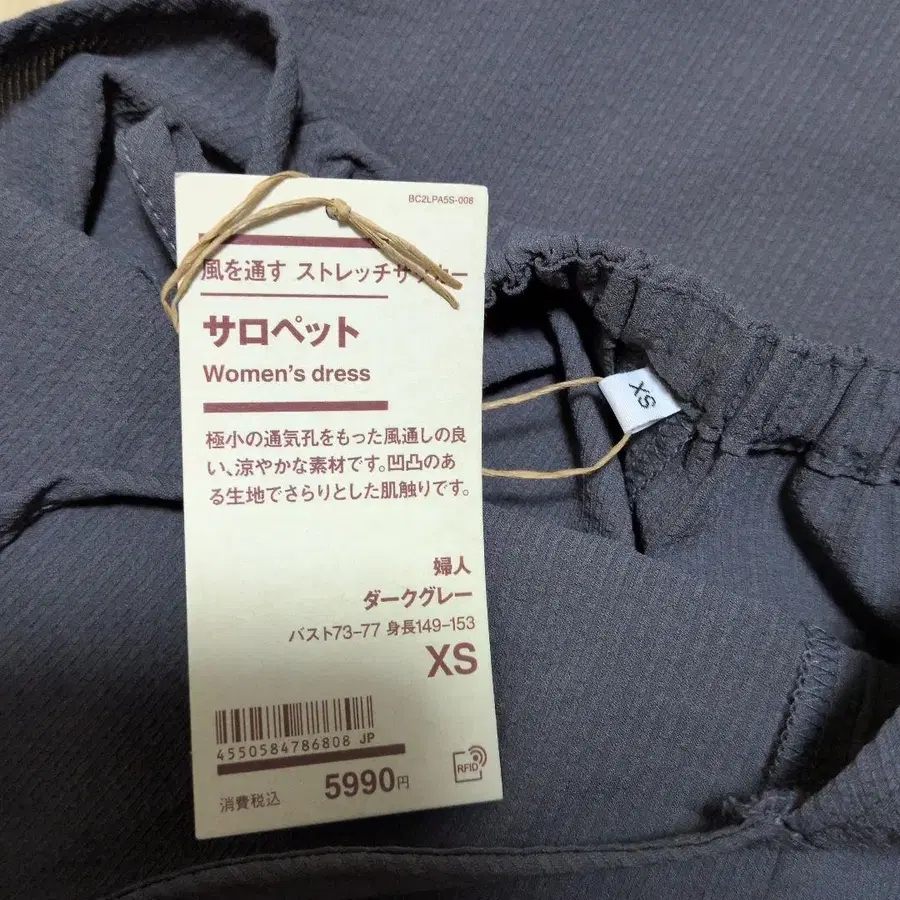 BC2LPA5S-008
風を通す ストレッチサッカー
サロペット
Women's dress
極小の通気孔をもった風通しの良
い、涼やかな素材です。凹凸のあ
る生地でさらりとした肌触りです。
婦人
ダークグレー
バスト73-77 身長149-153
XS
4550584786808 JP
消費税込 5990円
RFID
XS